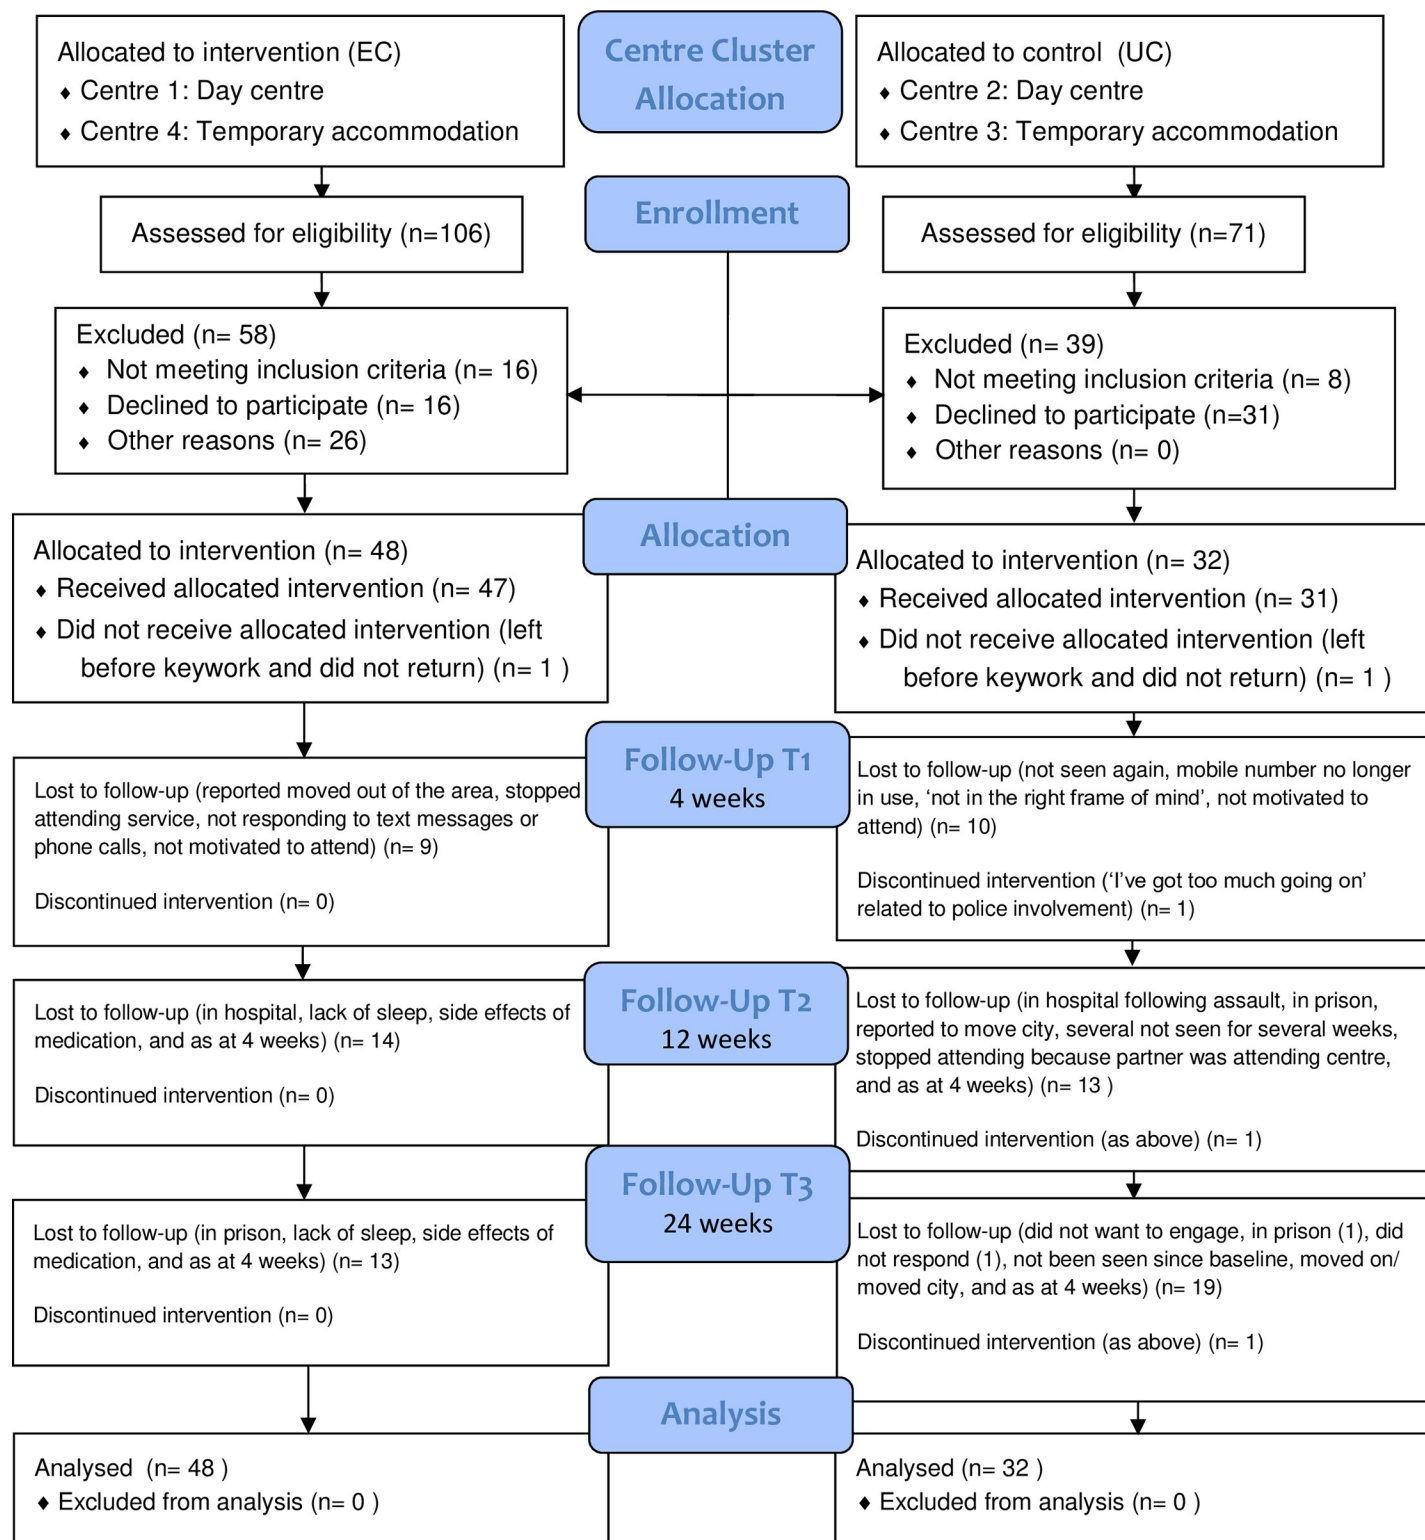 Centre Cluster
Allocation
Allocated to intervention (EC)
♦ Centre 1: Day centre
♦ Centre 4: Temporary accommodation
Allocated to control  (UC)
♦ Centre 2: Day centre
♦ Centre 3: Temporary accommodation
Enrollment
Assessed for eligibility (n=106)
Assessed for eligibility (n=71)
Excluded (n= 58)
♦ Not meeting inclusion criteria (n= 16)
♦ Declined to participate (n= 16)
♦ Other reasons (n= 26)
Excluded (n= 39)
♦ Not meeting inclusion criteria (n= 8)
♦ Declined to participate (n=31)
♦ Other reasons (n= 0)
Allocation
Allocated to intervention (n= 48)
♦ Received allocated intervention (n= 47)
♦ Did not receive allocated intervention (left
before keywork and did not return) (n= 1 )
Allocated to intervention (n= 32)
♦ Received allocated intervention (n= 31)
♦ Did not receive allocated intervention (left
before keywork and did not return) (n= 1 )
Follow-Up T1
4 weeks
Lost to follow-up (reported moved out of the area, stopped
attending service, not responding to text messages or
phone calls, not motivated to attend) (n= 9)
Discontinued intervention (n= 0)
Lost to follow-up (not seen again, mobile number no longer
in use, ‘not in the right frame of mind’, not motivated to
attend) (n= 10)
Discontinued intervention (‘I’ve got too much going on’
related to police involvement) (n= 1)
Follow-Up T2
12 weeks
Lost to follow-up (in hospital, lack of sleep, side effects of
medication, and as at 4 weeks) (n= 14)
Discontinued intervention (n= 0)
Lost to follow-up (in hospital following assault, in prison,
reported to move city, several not seen for several weeks,
stopped attending because partner was attending centre,
and as at 4 weeks) (n= 13 )
Discontinued intervention (as above) (n= 1)
Follow-Up T3
24 weeks
Lost to follow-up (in prison, lack of sleep, side effects of
medication, and as at 4 weeks) (n= 13)
Discontinued intervention (n= 0)
Lost to follow-up (did not want to engage, in prison (1), did
not respond (1), not been seen since baseline, moved on/
moved city, and as at 4 weeks) (n= 19)
Discontinued intervention (as above) (n= 1)
Analysis
Analysed  (n= 48 )
♦ Excluded from analysis (n= 0 )
Analysed (n= 32 )
♦ Excluded from analysis (n= 0 )